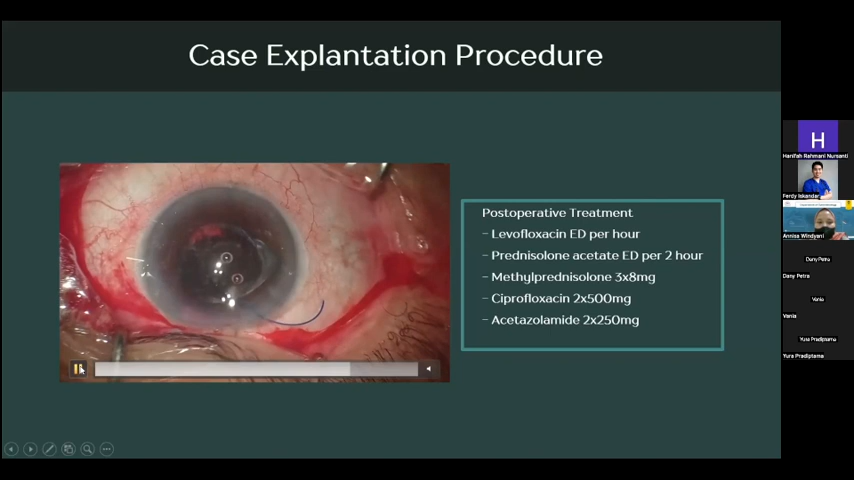 Case Explantation Procedure
Postoperative Treatment
- Levofloxacin ED per hour
- Prednisolone acetate ED per 2 hour
- Methylprednisolone 3x8mg
- Ciprofloxacin 2x500mg
- Acetazolamide 2x250mg
H
Hanifah Rahmani Nursanti
Ferdy Iskandar
Annisa Windyani
Dany Petra
Dany Petra
Vania
Vania
Yura Pradiptama
Yura Pradiptama